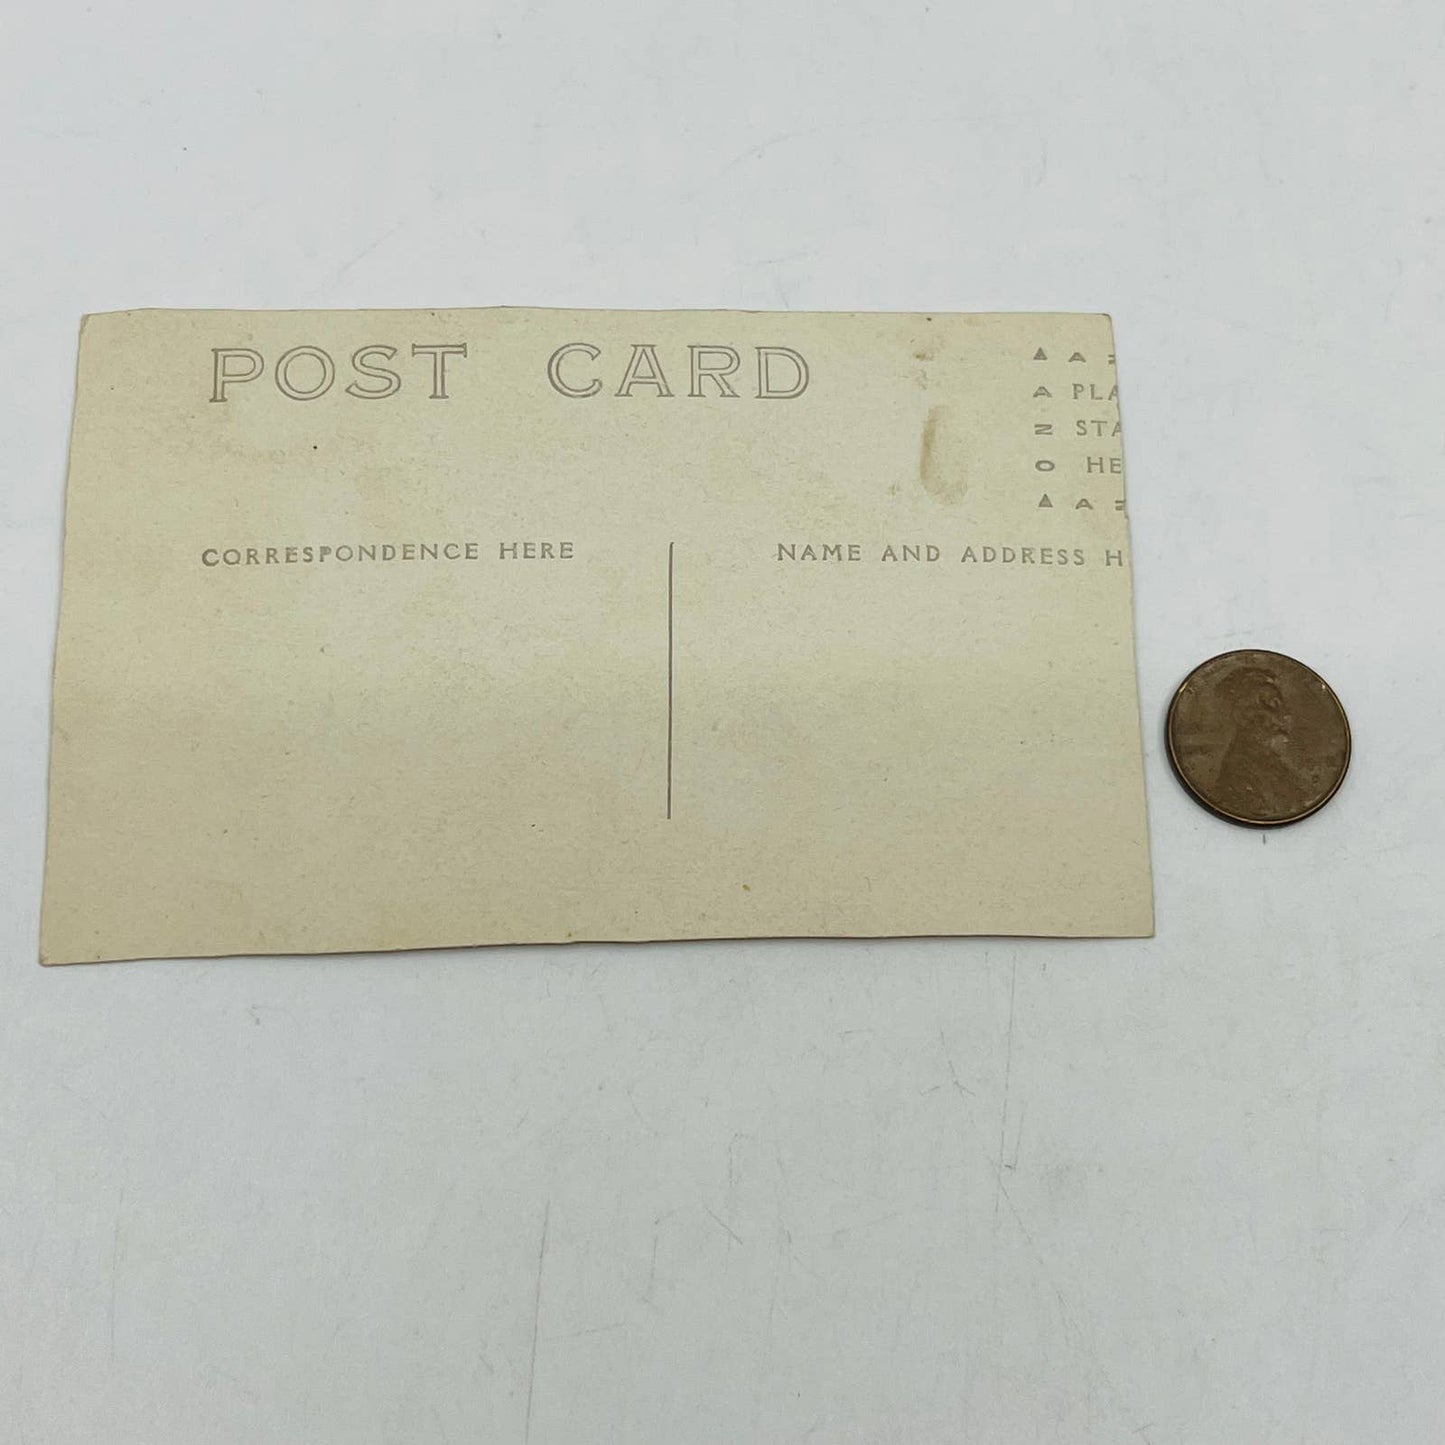 POST CARD
▲ A Z
A PLA
Z STA
O HE
▲ A Z
CORRESPONDENCE HERE
NAME AND ADDRESS H